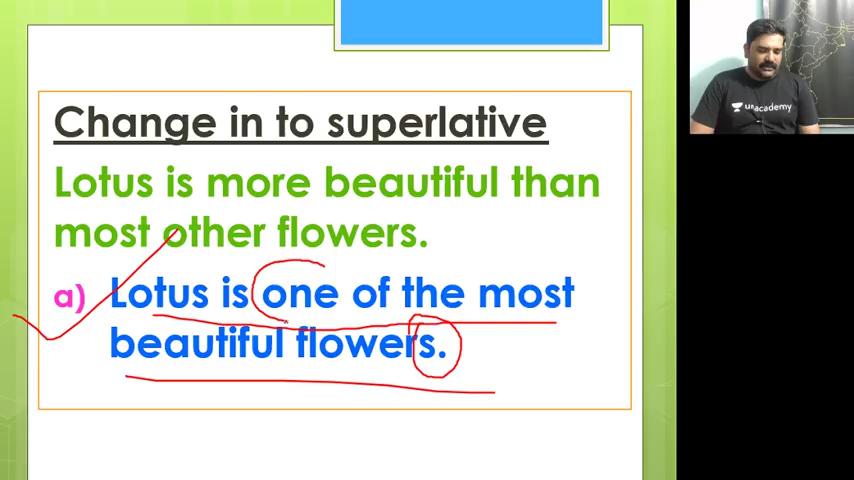 Change in to superlative
Lotus is more beautiful than
most other flowers.
a) Lotus is one of the most
beautiful flowers.
unacademy